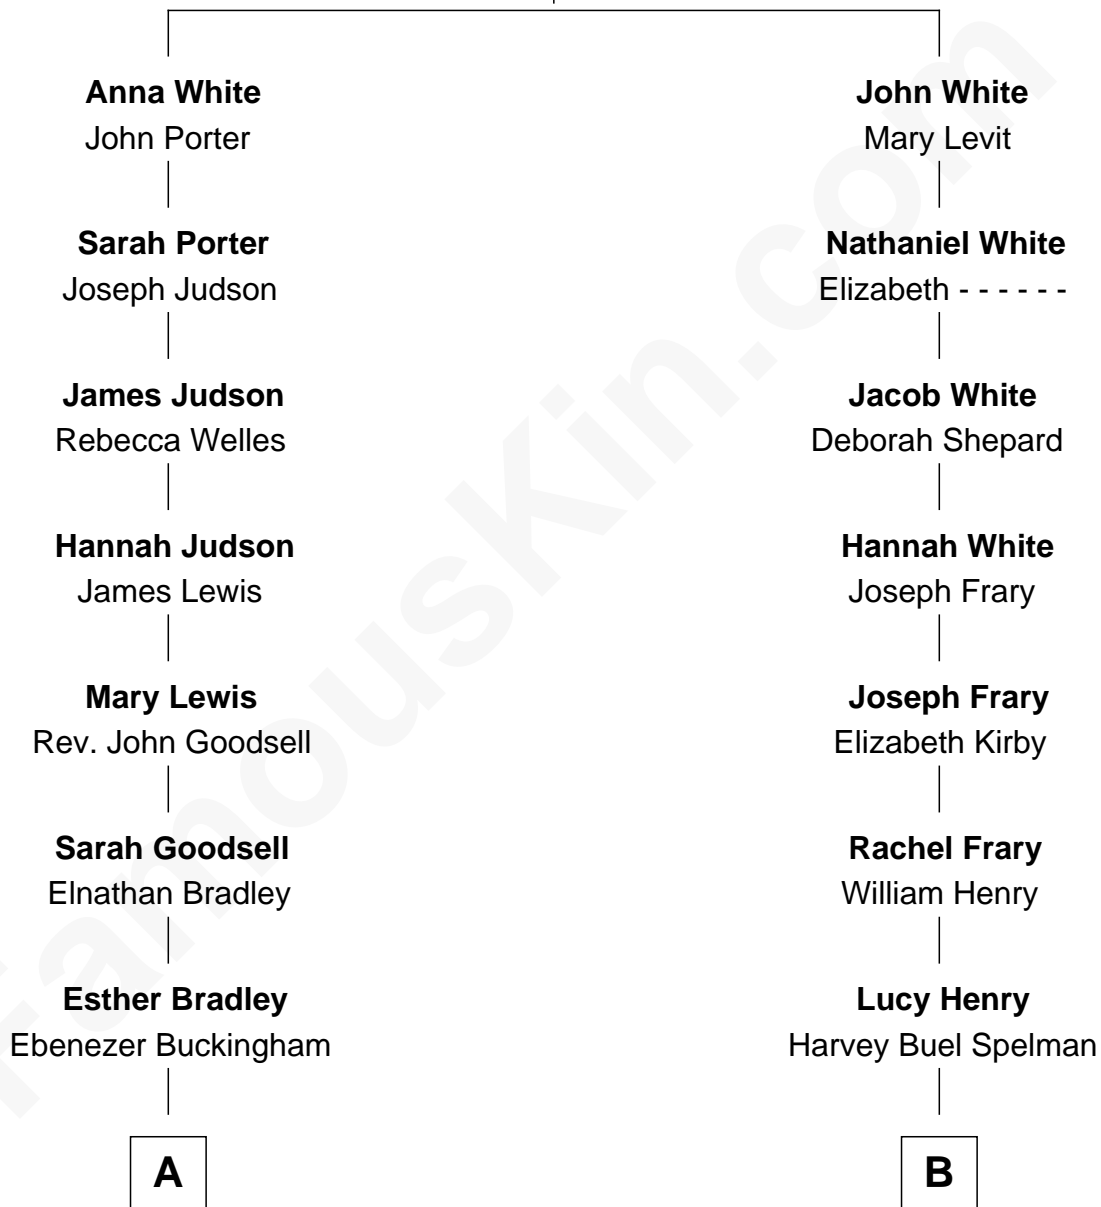 Anna White
John Porter
Sarah Porter
Joseph Judson
James Judson
Rebecca Welles
Hannah Judson
James Lewis
Mary Lewis
Rev. John Goodsell
Sarah Goodsell
Elnathan Bradley
Esther Bradley
Ebenezer Buckingham
A
John White
Mary Levit
Nathaniel White
Elizabeth - - - - - -
Jacob White
Deborah Shepard
Hannah White
Joseph Frary
Joseph Frary
Elizabeth Kirby
Rachel Frary
William Henry
Lucy Henry
Harvey Buel Spelman
B
FamousKin.com